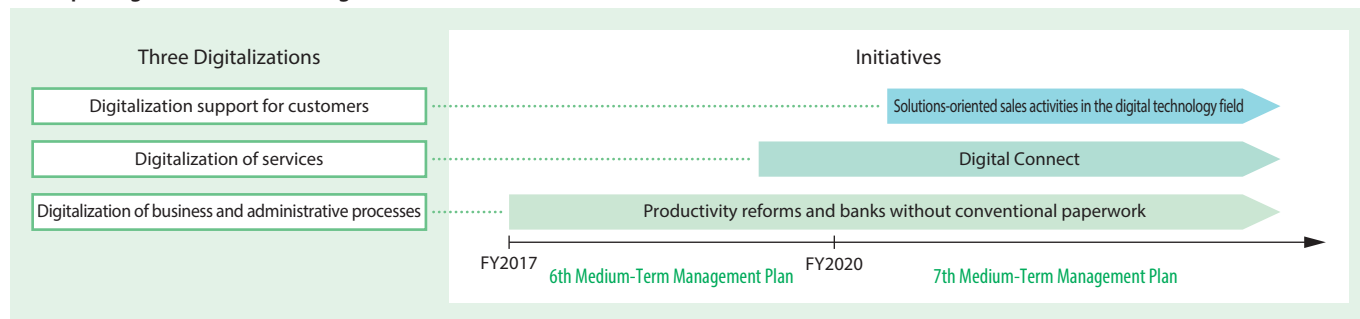 Three Digitalizations
Initiatives
Digitalization support for customers
Solutions-oriented sales activities in the digital technology field
Digitalization of services
Digital Connect
Digitalization of business and administrative processes
Productivity reforms and banks without conventional paperwork
FY2017
FY2020
6th Medium-Term Management Plan
7th Medium-Term Management Plan